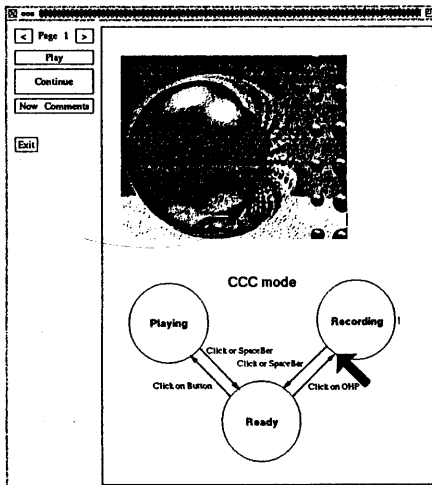 < Page 1 >
Play
Continue
New Comments
Exit
CCC mode
Playing
Recording
Click or SpaceBar
Click or SpaceBar
Click on Button
Click on OHP
Ready